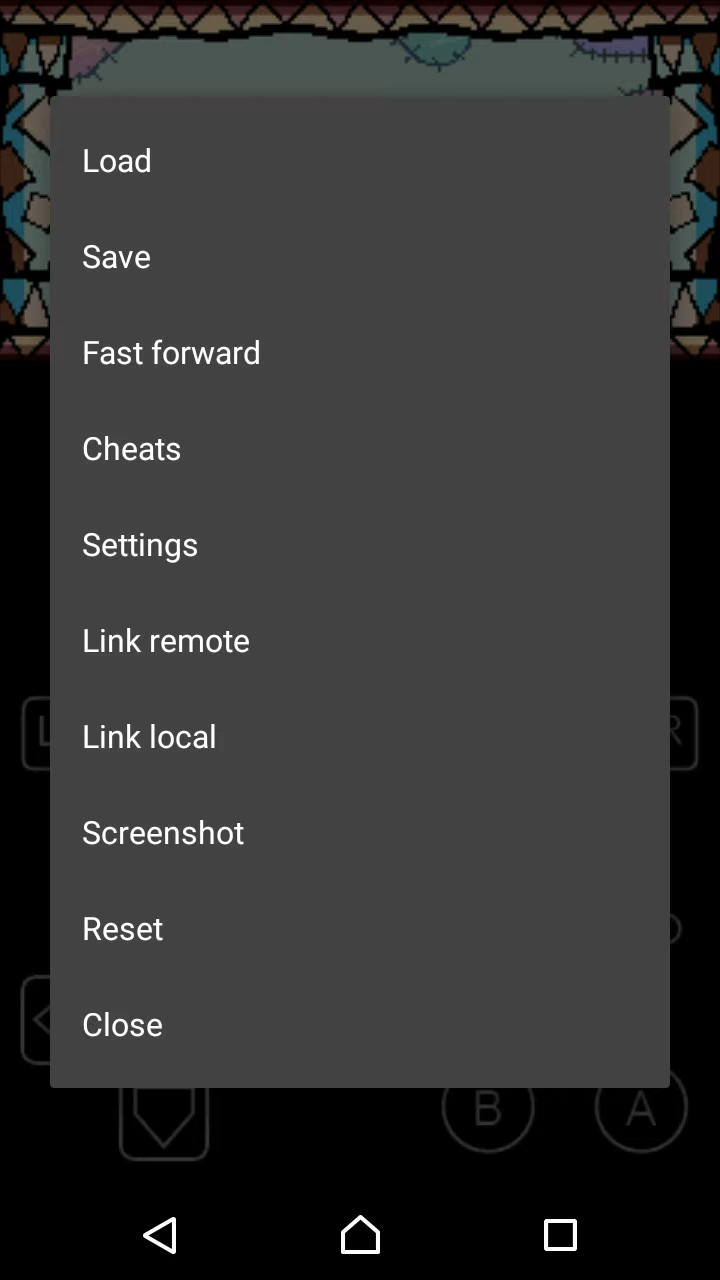 Load
Save
Fast forward
Cheats
Settings
Link remote
Link local
L
R
Screenshot
Reset
Close
B
A